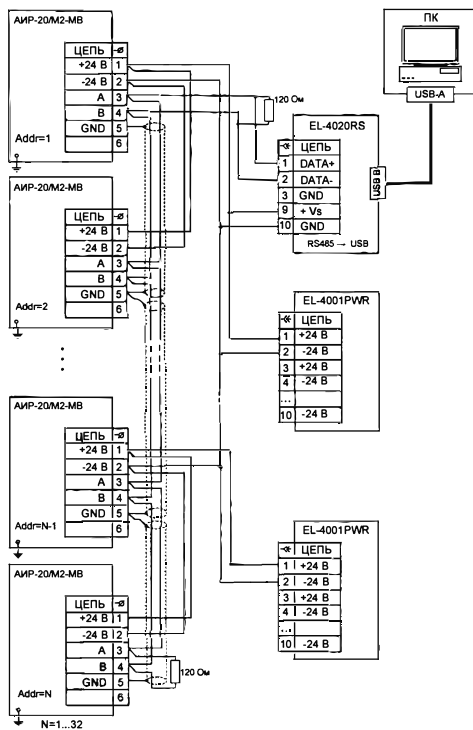 АИР-20/М2-МВ
ЦЕПЬ -ø
+24 В 1
-24 В 2
А 3
В 4
GND 5
6
Addr=1
АИР-20/М2-МВ
ЦЕПЬ -ø
+24 В 1
-24 В 2
А 3
В 4
GND 5
6
Addr=2
АИР-20/М2-МВ
ЦЕПЬ -ø
+24 В 1
-24 В 2
А 3
В 4
GND 5
6
Addr=N-1
АИР-20/М2-МВ
ЦЕПЬ -ø
+24 В 1
-24 В 2
А 3
В 4
GND 5
6
Addr=N
N=1...32
120 Ом
120 Ом
ПК
USB-A
EL-4020RS
ЦЕПЬ
1 DATA+
2 DATA-
3 GND
9 + Vs
10 GND
USB B
RS485 → USB
EL-4001PWR
ЦЕПЬ
1 +24 В
2 -24 В
3 +24 В
4 -24 В
...
10 -24 В
EL-4001PWR
ЦЕПЬ
1 +24 В
2 -24 В
3 +24 В
4 -24 В
...
10 -24 В